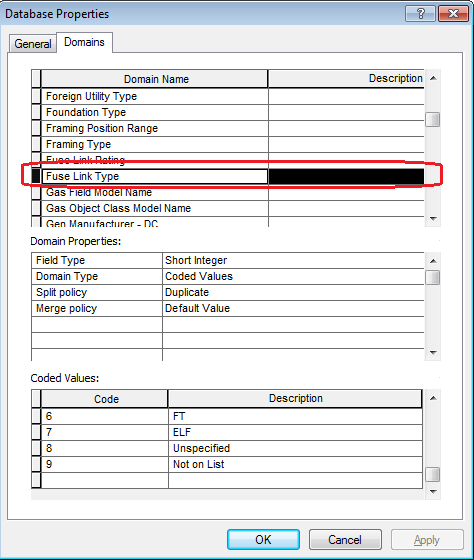 Database Properties
General Domains
Domain Name Description
Foreign Utility Type
Foundation Type
Framing Position Range
Framing Type
Fuse Link Rating
Fuse Link Type
Gas Field Model Name
Gas Object Class Model Name
Gen Manufacturer - DC
Domain Properties:
Field Type Short Integer
Domain Type Coded Values
Split policy Duplicate
Merge policy Default Value
Coded Values:
Code Description
6 FT
7 ELF
8 Unspecified
9 Not on List
OK Cancel Apply